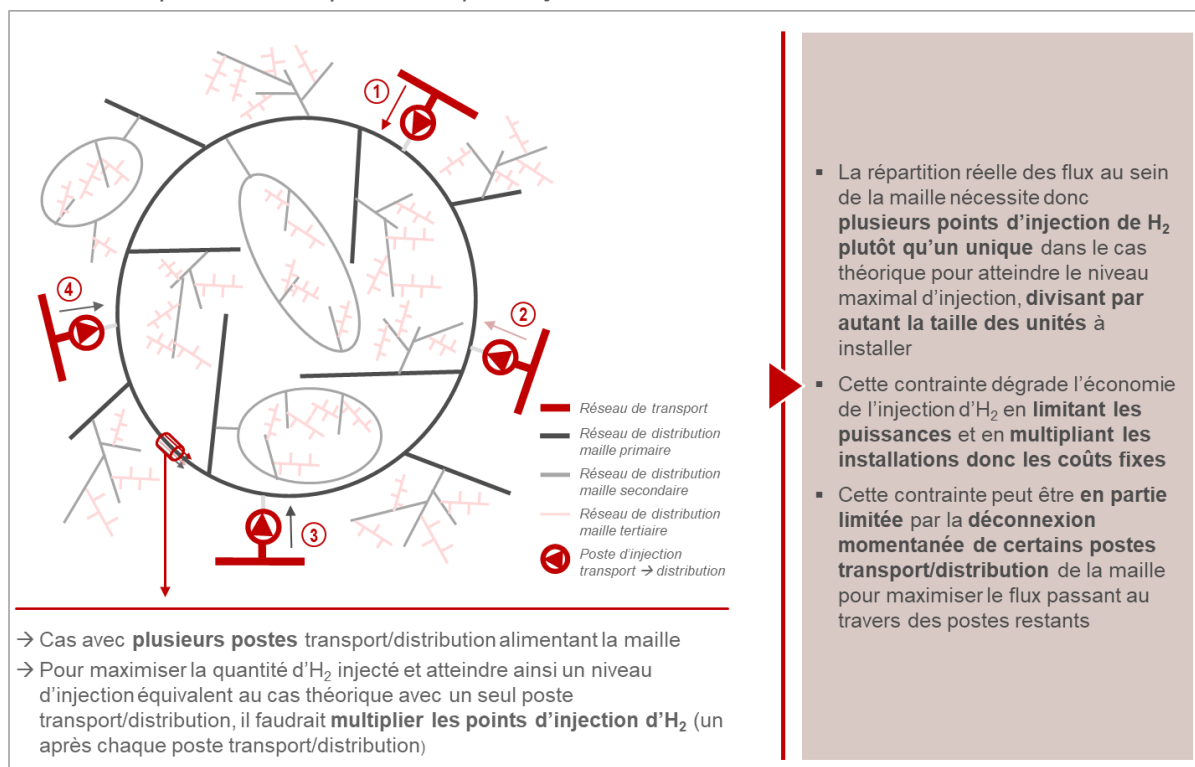 ①
④
②
③
Réseau de transport
Réseau de distribution
maille primaire
Réseau de distribution
maille secondaire
Réseau de distribution
maille tertiaire
Poste d'injection
transport → distribution
→ Cas avec plusieurs postes transport/distribution alimentant la maille
→ Pour maximiser la quantité d'H₂ injecté et atteindre ainsi un niveau
d'injection équivalent au cas théorique avec un seul poste
transport/distribution, il faudrait multiplier les points d'injection d'H₂ (un
après chaque poste transport/distribution)
▪ La répartition réelle des flux au sein
de la maille nécessite donc
plusieurs points d'injection de H₂
plutôt qu'un unique dans le cas
théorique pour atteindre le niveau
maximal d'injection, divisant par
autant la taille des unités à
installer
▪ Cette contrainte dégrade l'économie
de l'injection d'H₂ en limitant les
puissances et en multipliant les
installations donc les coûts fixes
▪ Cette contrainte peut être en partie
limitée par la déconnexion
momentanée de certains postes
transport/distribution de la maille
pour maximiser le flux passant au
travers des postes restants